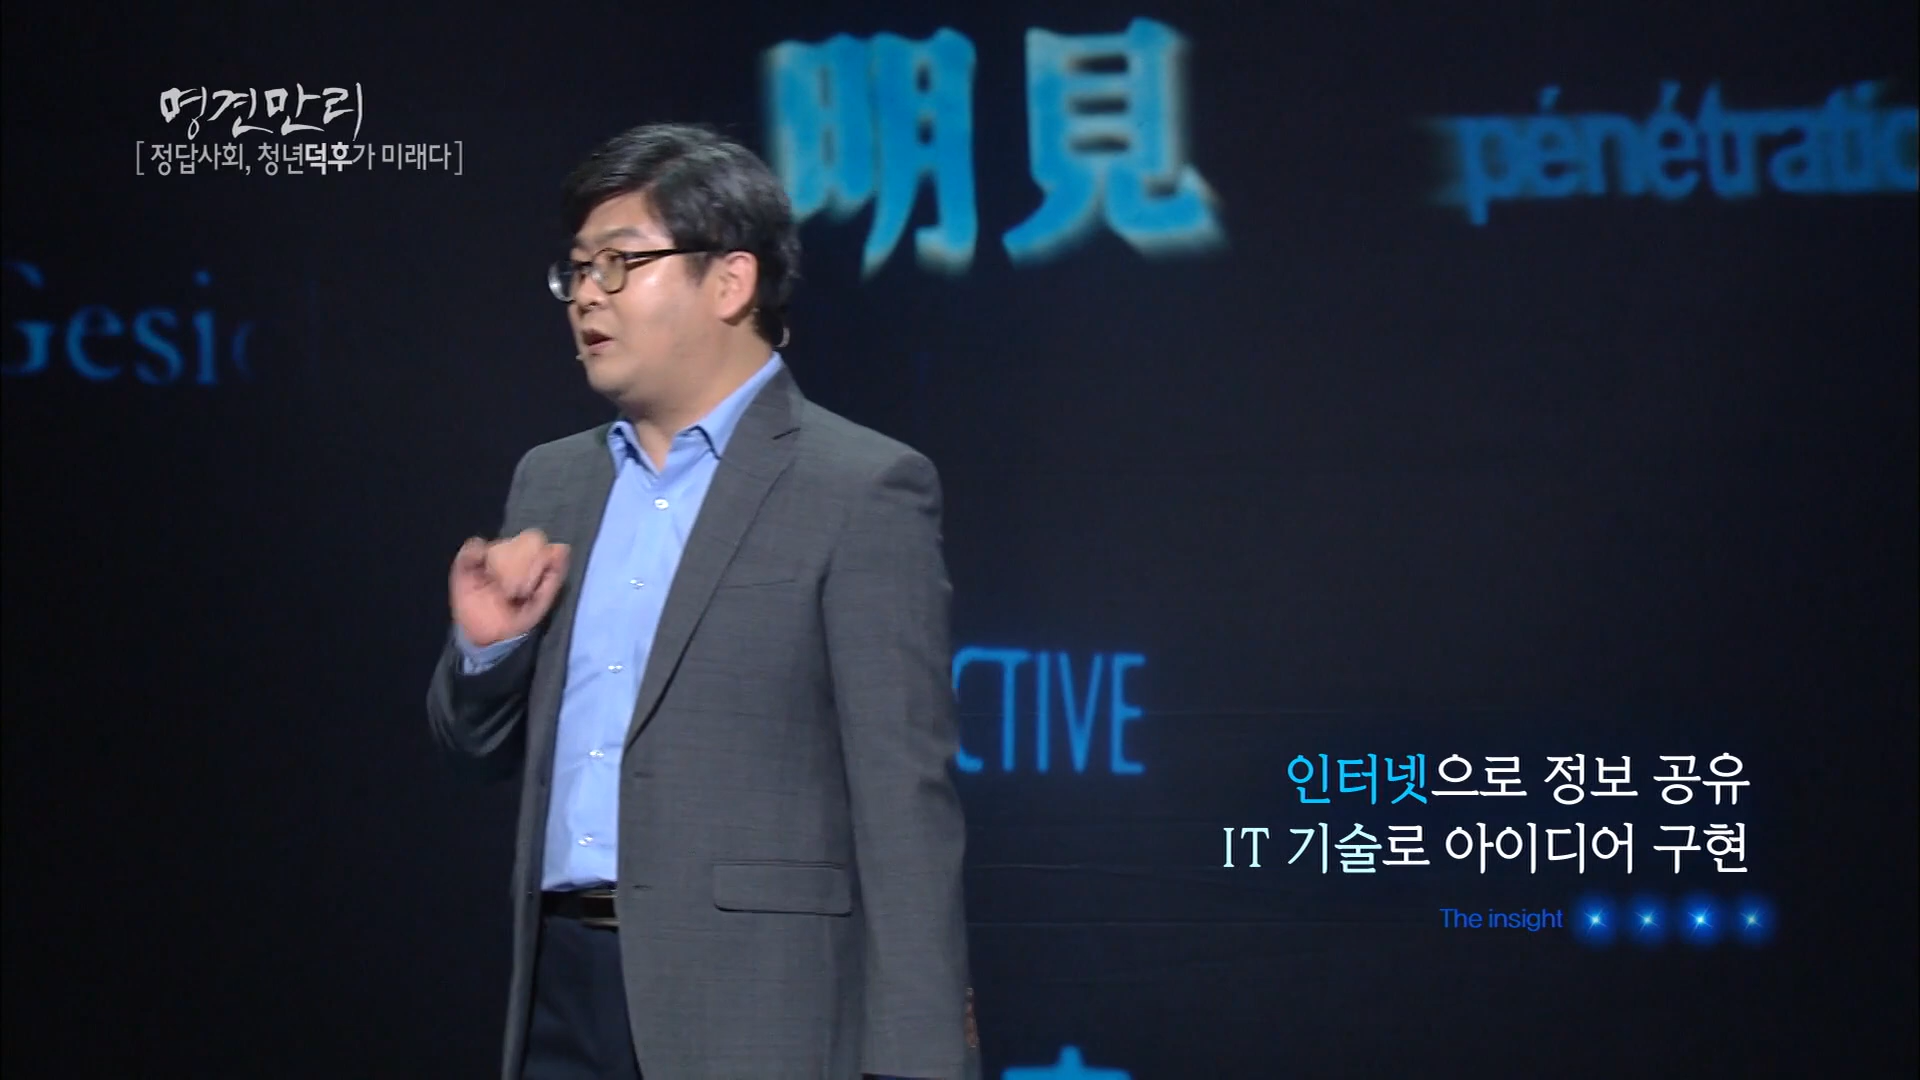 명견만리
[정답사회, 청년덕후가 미래다]
明見
pénétratic
Gesi
CTIVE
인터넷으로 정보 공유
IT 기술로 아이디어 구현
The insight